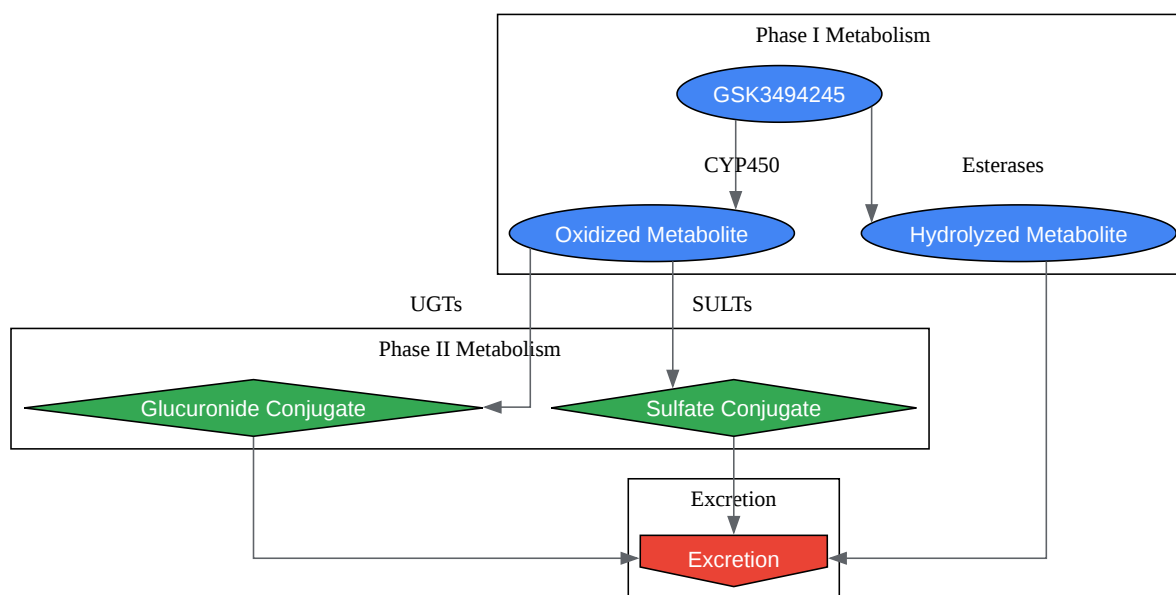 Phase I Metabolism
GSK3494245
CYP450
Esterases
Oxidized Metabolite
Hydrolyzed Metabolite
UGTs
SULTs
Phase II Metabolism
Glucuronide Conjugate
Sulfate Conjugate
Excretion
Excretion